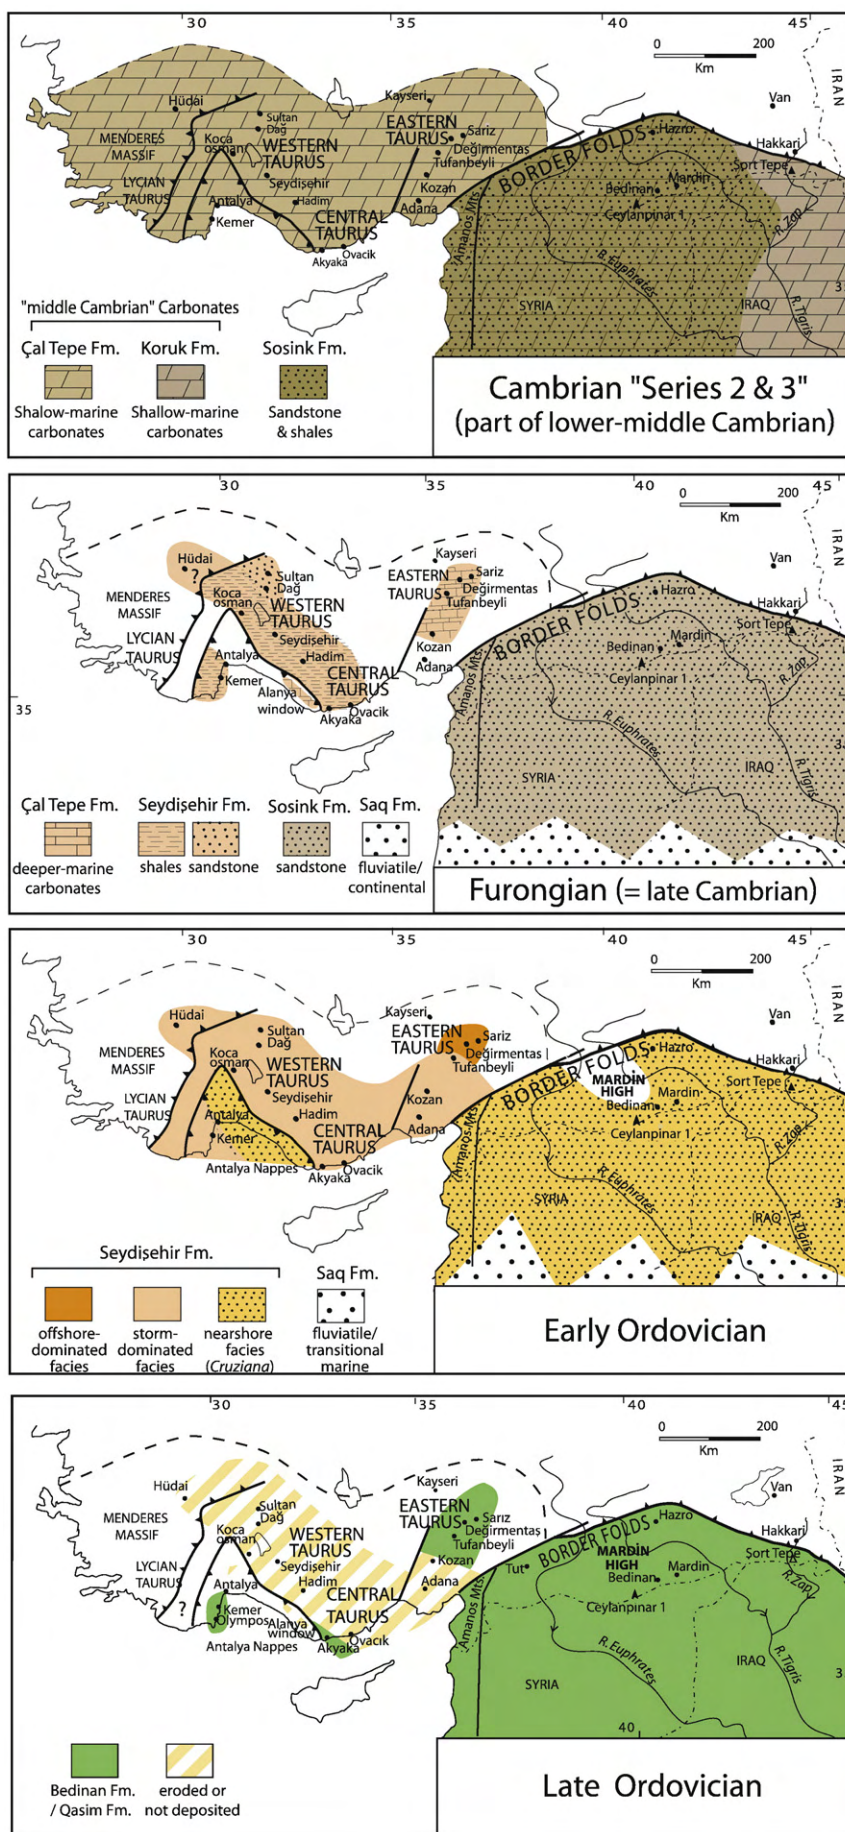 30
35
40
45
0
200
Km
IRAN
Van
Kayseri
Hüdai
Sultan
Dağ
EASTERN
TAURUS
Sariz
Değirmentas
Tufanbeyli
Hazro
Hakkari
MENDERES
MASSIF
Koca
osman
WESTERN
TAURUS
BORDER FOLDS
Sort Tepe
LYCIAN
TAURUS
Seydişehir
Kozan
Mardin
Bedinan
Antalya
Hadim
Adana
Ceylanpinar 1
R. Zap
Kemer
CENTRAL
TAURUS
Amanos Mts.
Akyaka
Ovacik
R. Euphrates
"middle Cambrian" Carbonates
SYRIA
IRAQ
R. Tigris
3
Çal Tepe Fm.
Koruk Fm.
Sosink Fm.
Shalow-marine
carbonates
Shallow-marine
carbonates
Sandstone
& shales
Cambrian "Series 2 & 3"
(part of lower-middle Cambrian)
30
35
40
45
0
200
Km
IRAN
Van
Kayseri
Hüdai
?
Sultan
Dağ
EASTERN
TAURUS
Sariz
Değirmentas
Tufanbeyli
Hazro
Hakkari
MENDERES
MASSIF
Koca
osman
WESTERN
TAURUS
BORDER FOLDS
Sort Tepe
LYCIAN
TAURUS
Seydişehir
Kozan
Mardin
Bedinan
Antalya
Hadim
Adana
Ceylanpinar 1
R. Zap
Kemer
Alanya
window
CENTRAL
TAURUS
Amanos Mts.
35
Akyaka
Ovacik
R. Euphrates
3
SYRIA
IRAQ
R. Tigris
Çal Tepe Fm.
Seydişehir Fm.
Sosink Fm.
Saq Fm.
deeper-marine
carbonates
shales
sandstone
sandstone
fluviatile/
continental
Furongian (= late Cambrian)
30
35
40
45
0
200
Km
IRAN
Van
Kayseri
Hüdai
Sultan
Dağ
EASTERN
TAURUS
Sariz
Değirmentas
Tufanbeyli
Hazro
Hakkari
MENDERES
MASSIF
Koca
osman
WESTERN
TAURUS
BORDER FOLDS
MARDIN
HIGH
Sort Tepe
LYCIAN
TAURUS
Seydişehir
Kozan
Mardin
Bedinan
Antalya
Hadim
Adana
Ceylanpinar 1
R. Zap
Kemer
CENTRAL
TAURUS
Amanos Mts.
Antalya Nappes
Akyaka
Ovacik
R. Euphrates
SYRIA
IRAQ
R. Tigris
3
Seydişehir Fm.
Saq Fm.
offshore-
dominated
facies
storm-
dominated
facies
nearshore
facies
(Cruziana)
fluviatile/
transitional
marine
Early Ordovician
30
35
40
45
0
200
Km
IRAN
Van
Kayseri
Hüdai
Sultan
Dağ
EASTERN
TAURUS
Sarız
Değirmentas
Tufanbeyli
Hazro
Hakkari
MENDERES
MASSIF
Koca
osman
WESTERN
TAURUS
BORDER FOLDS
MARDİN
HIGH
Sort Tepe
LYCIAN
TAURUS
Seydişehir
Kozan
Tut
Mardin
Bedinan
Antalya
Hadim
Adana
Ceylanpinar 1
R. Zap
?
Kemer
Olympos
Alanya
window
CENTRAL
TAURUS
Amanos Mts.
Antalya Nappes
Akyaka
Ovacık
R. Euphrates
SYRIA
IRAQ
R. Tigris
3
40
Bedinan Fm.
/ Qasim Fm.
eroded or
not deposited
Late Ordovician